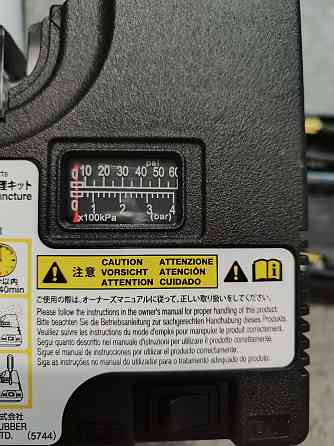 psi
0 10 20 30 40 50 60
0 1 2 3 4
x100kPa (bar)
キット
ncture
注意
CAUTION ATTENZIONE
VORSICHT ATENCIÓN
ATTENTION CUIDADO
以内
40min
ご使用の際は、オーナーズマニュアルに従って、正しい取り扱いをしてください。
Please follow the instructions in the owner's manual for proper handling of this product.
Bitte beachten Sie die Betriebsanleitung zur sachgerechten Handhabung dieses Produkts.
Veuillez suivre les instructions du mode d'emploi pour manipuler le produit correctement.
Segui quanto descritto nel manuale d'istruzioni per utilizzare il prodotto correttamente.
Sigue el manual de instrucciones por utilizar el producto correctamente.
Siga as instruções no manual do utilizador para o tratamento adequado do produto.
式会社
UBBER
LTD. (5744)